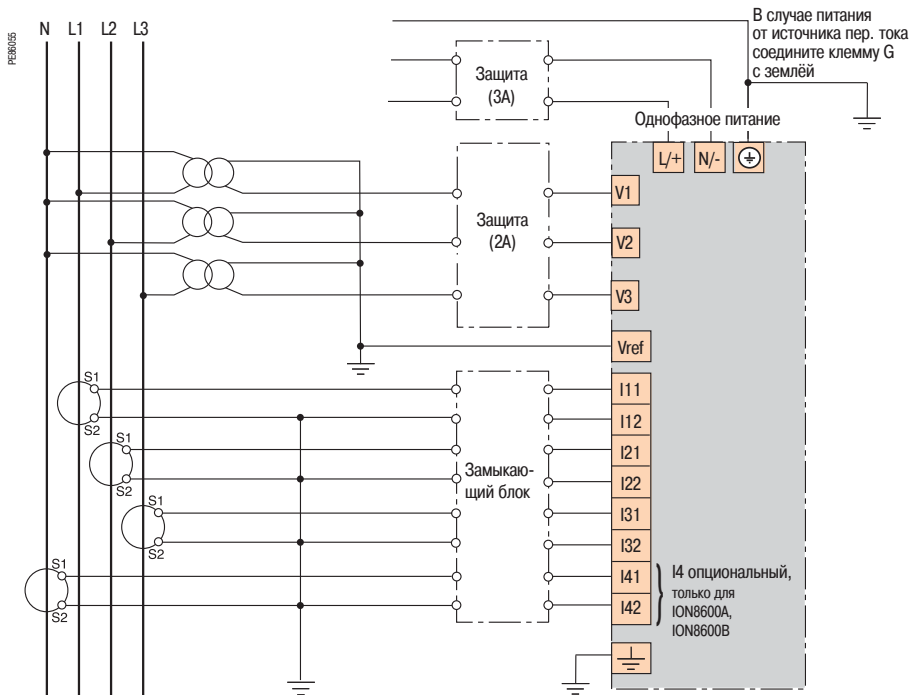 PE86055
N L1 L2 L3
В случае питания
от источника пер. тока
соедините клемму G
с землёй
Защита
(3A)
Однофазное питание
L/+ N/-
V1
Защита
(2A)
V2
V3
Vref
S1
S2
S1
S2
S1
S2
S1
S2
Замыкаю-
щий блок
I11
I12
I21
I22
I31
I32
I41
I42
I4 опциональный,
только для
ION8600A,
ION8600B